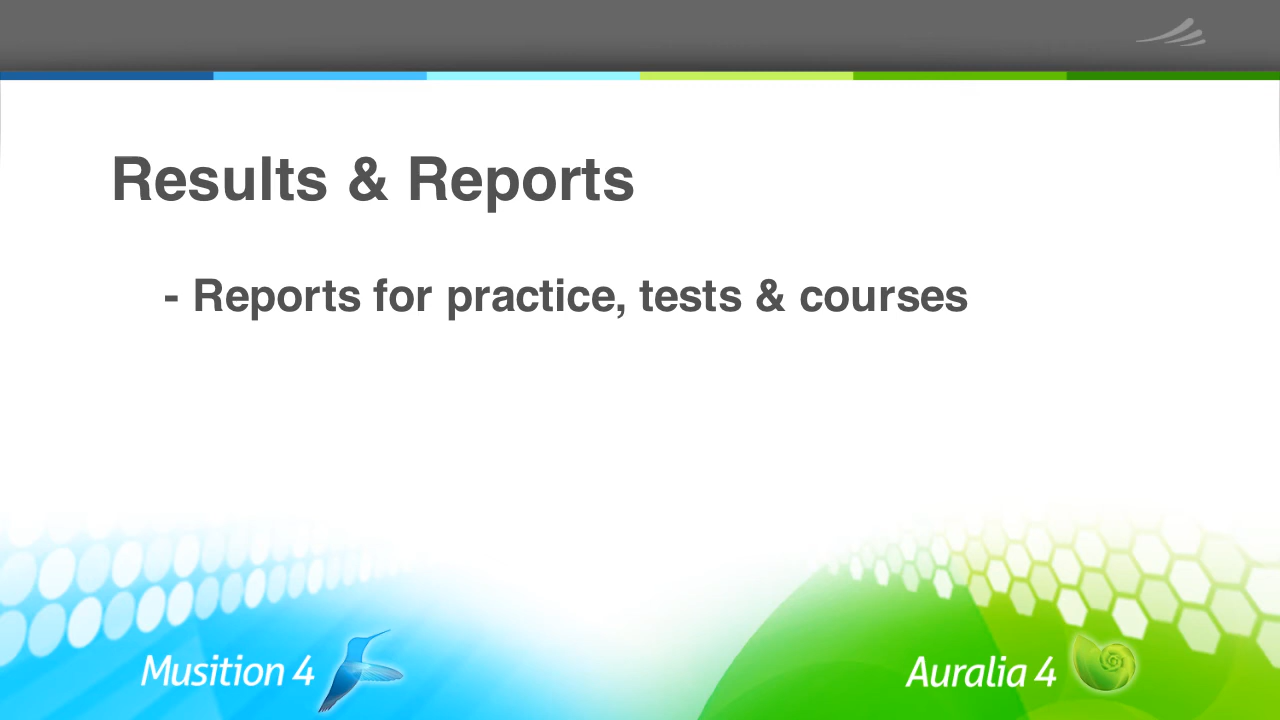 Results & Reports
- Reports for practice, tests & courses
Musition 4
Auralia 4